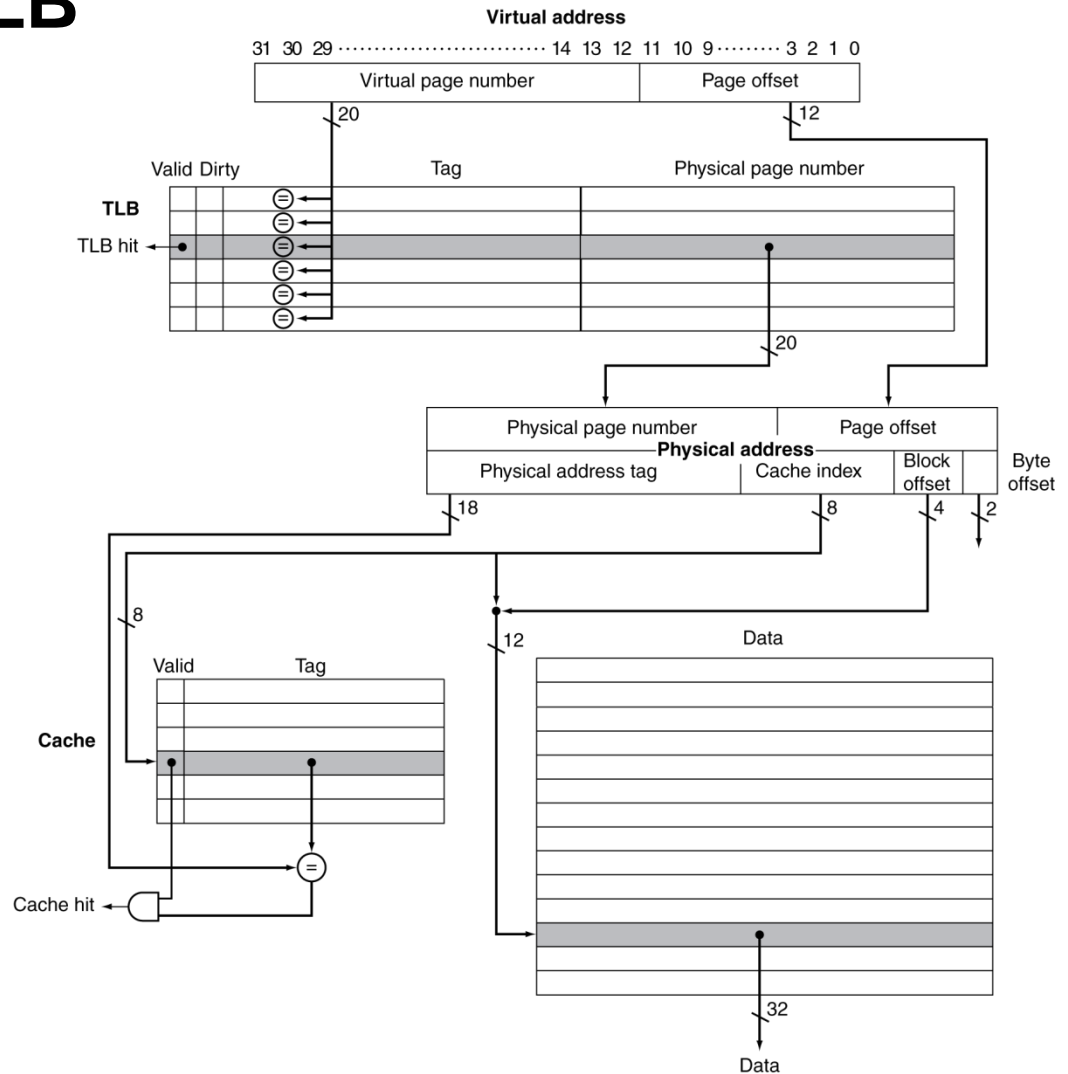 LB
Virtual address
31 30 29 ··························· 14 13 12 11 10 9 ········· 3 2 1 0
Virtual page number Page offset
20 12
Valid Dirty Tag Physical page number
TLB
TLB hit
=
=
=
=
=
=
20
Physical page number Page offset
Physical address
Physical address tag Cache index Block offset Byte offset
18 8 4 2
8
12
Data
Valid Tag
Cache
=
Cache hit
32
Data